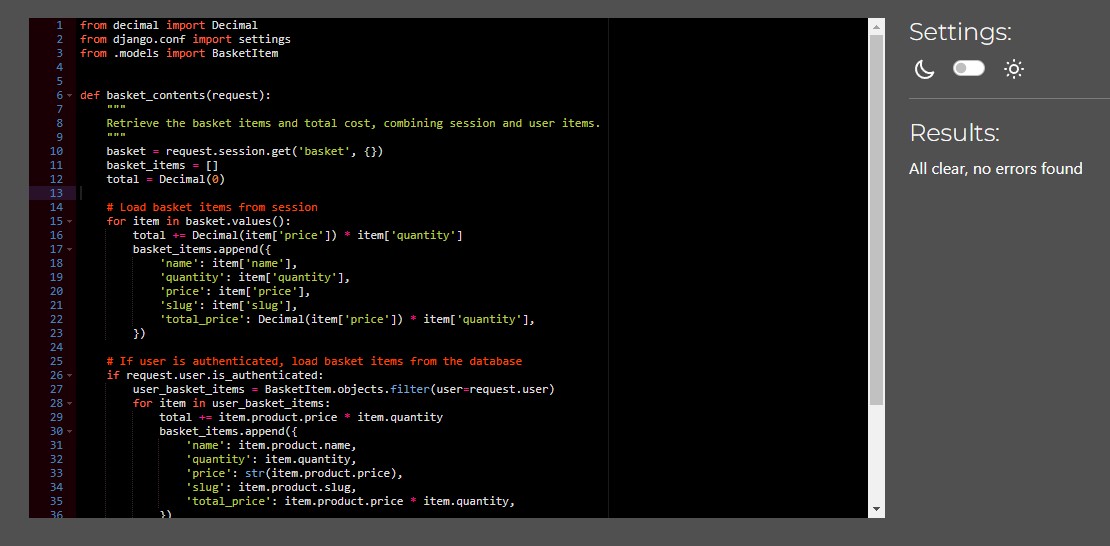 1 from decimal import Decimal
2 from django.conf import settings
3 from .models import BasketItem
4
5
6 def basket_contents(request):
7     """
8     Retrieve the basket items and total cost, combining session and user items.
9     """
10     basket = request.session.get('basket', {})
11     basket_items = []
12     total = Decimal(0)
13
14     # Load basket items from session
15     for item in basket.values():
16         total += Decimal(item['price']) * item['quantity']
17         basket_items.append({
18             'name': item['name'],
19             'quantity': item['quantity'],
20             'price': item['price'],
21             'slug': item['slug'],
22             'total_price': Decimal(item['price']) * item['quantity'],
23         })
24
25     # If user is authenticated, load basket items from the database
26     if request.user.is_authenticated:
27         user_basket_items = BasketItem.objects.filter(user=request.user)
28         for item in user_basket_items:
29             total += item.product.price * item.quantity
30             basket_items.append({
31                 'name': item.product.name,
32                 'quantity': item.quantity,
33                 'price': str(item.product.price),
34                 'slug': item.product.slug,
35                 'total_price': item.product.price * item.quantity,
36             })
Settings:
Results:
All clear, no errors found